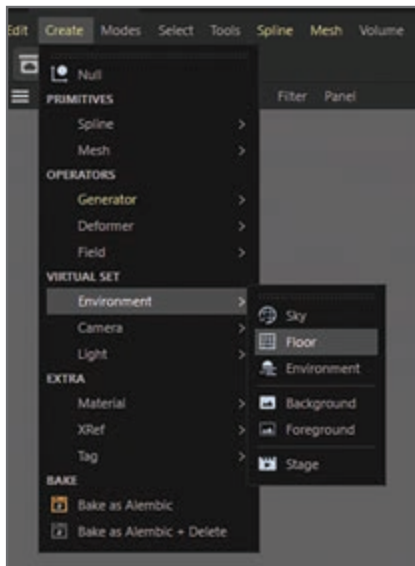 Edit Create Modes Select Tools Spline Mesh Volume
Filter Panel
Null
PRIMITIVES
Spline
Mesh
OPERATORS
Generator
Deformer
Field
VIRTUAL SET
Environment
Camera
Light
EXTRA
Material
XRef
Tag
BAKE
Bake as Alembic
Bake as Alembic + Delete
Sky
Floor
Environment
Background
Foreground
Stage